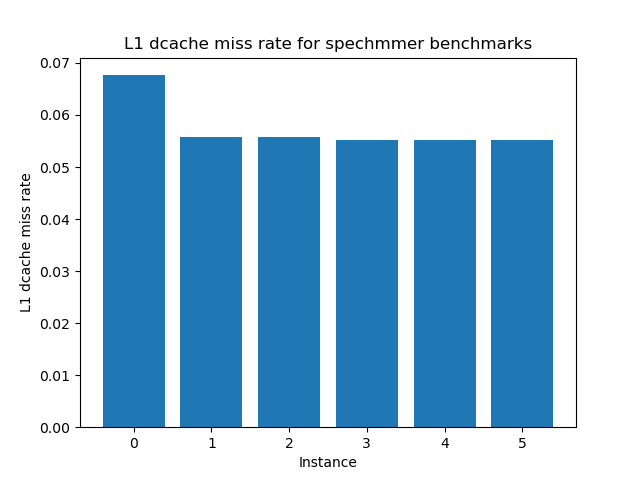 L1 dcache miss rate for spechmmer benchmarks
L1 dcache miss rate
0.07
0.06
0.05
0.04
0.03
0.02
0.01
0.00
0 1 2 3 4 5
Instance